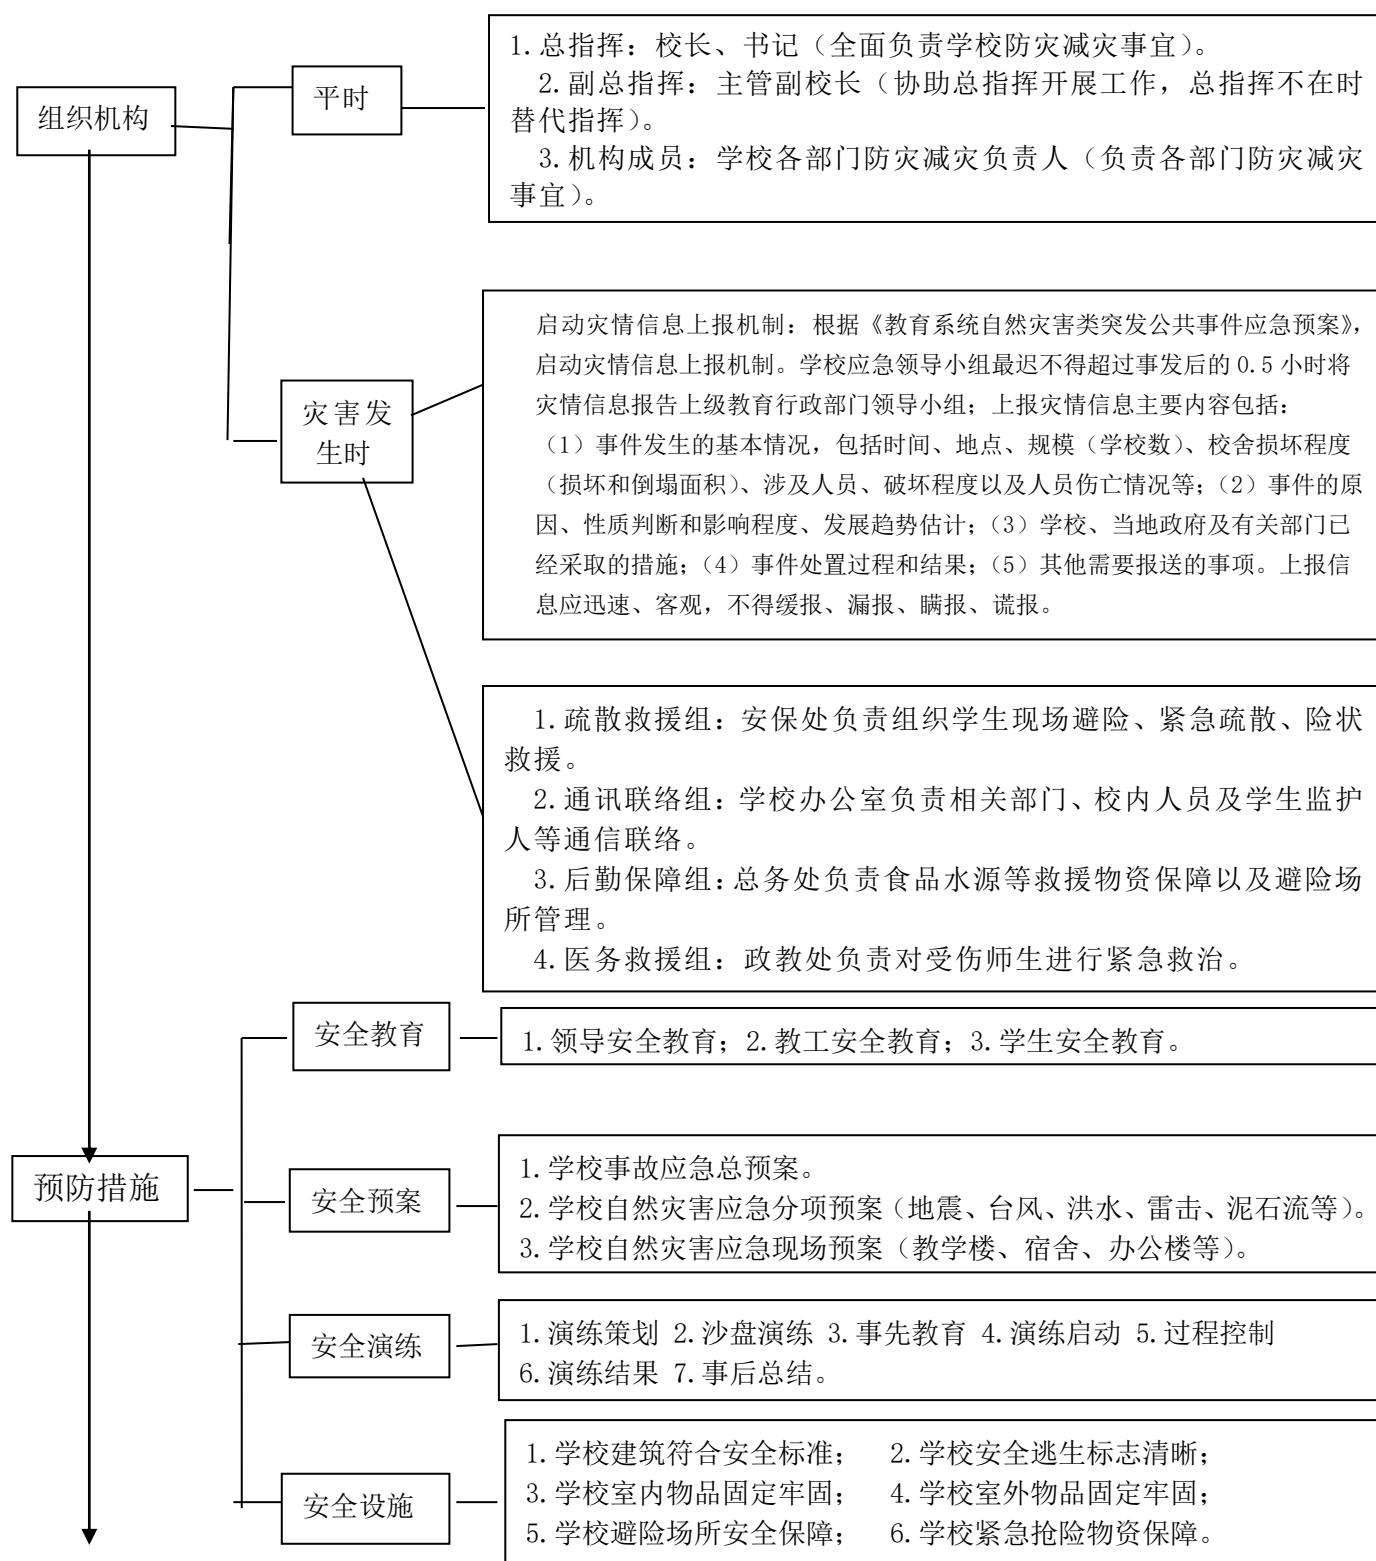 组织机构
平时
1.总指挥：校长、书记（全面负责学校防灾减灾事宜）。
2.副总指挥：主管副校长（协助总指挥开展工作，总指挥不在时
替代指挥）。
3.机构成员：学校各部门防灾减灾负责人（负责各部门防灾减灾
事宜）。
灾害发
生时
启动灾情信息上报机制：根据《教育系统自然灾害类突发公共事件应急预案》，
启动灾情信息上报机制。学校应急领导小组最迟不得超过事发后的 0.5 小时将
灾情信息报告上级教育行政部门领导小组；上报灾情信息主要内容包括：
（1）事件发生的基本情况，包括时间、地点、规模（学校数）、校舍损坏程度
（损坏和倒塌面积）、涉及人员、破坏程度以及人员伤亡情况等；（2）事件的原
因、性质判断和影响程度、发展趋势估计；（3）学校、当地政府及有关部门已
经采取的措施；（4）事件处置过程和结果；（5）其他需要报送的事项。上报信
息应迅速、客观，不得缓报、漏报、瞒报、谎报。
1.疏散救援组：安保处负责组织学生现场避险、紧急疏散、险状
救援。
2.通讯联络组：学校办公室负责相关部门、校内人员及学生监护
人等通信联络。
3.后勤保障组：总务处负责食品水源等救援物资保障以及避险场
所管理。
4.医务救援组：政教处负责对受伤师生进行紧急救治。
预防措施
安全教育
1.领导安全教育；2.教工安全教育；3.学生安全教育。
安全预案
1.学校事故应急总预案。
2.学校自然灾害应急分项预案（地震、台风、洪水、雷击、泥石流等）。
3.学校自然灾害应急现场预案（教学楼、宿舍、办公楼等）。
安全演练
1.演练策划 2.沙盘演练 3.事先教育 4.演练启动 5.过程控制
6.演练结果 7.事后总结。
安全设施
1.学校建筑符合安全标准； 2.学校安全逃生标志清晰；
3.学校室内物品固定牢固； 4.学校室外物品固定牢固；
5.学校避险场所安全保障； 6.学校紧急抢险物资保障。